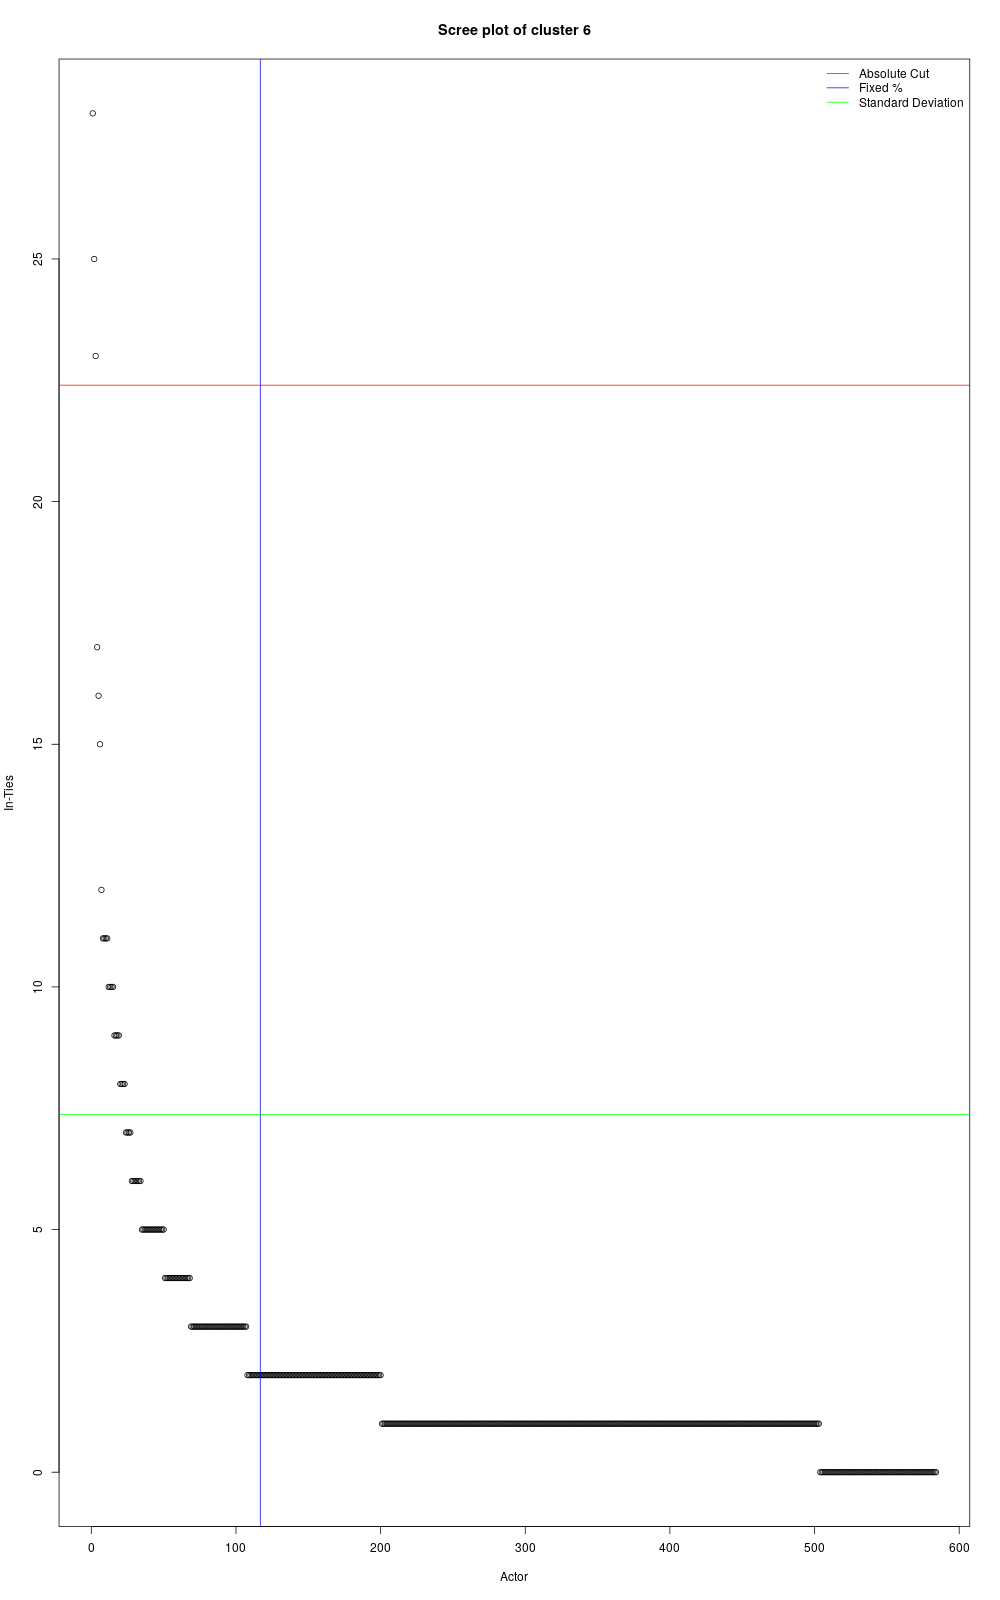 Scree plot of cluster 6
Absolute Cut
Fixed %
Standard Deviation
25
20
15
10
5
0
In-Ties
0 100 200 300 400 500 600
Actor